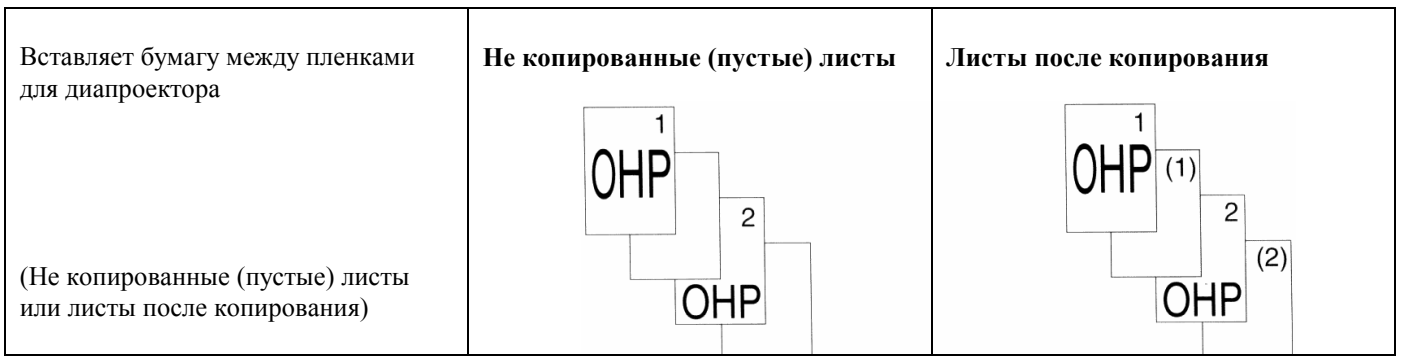 Вставляет бумагу между пленками
для диапроектора
(Не копированные (пустые) листы
или листы после копирования)
Не копированные (пустые) листы
1
OHP
2
OHP
Листы после копирования
1
OHP
(1)
2
OHP
(2)